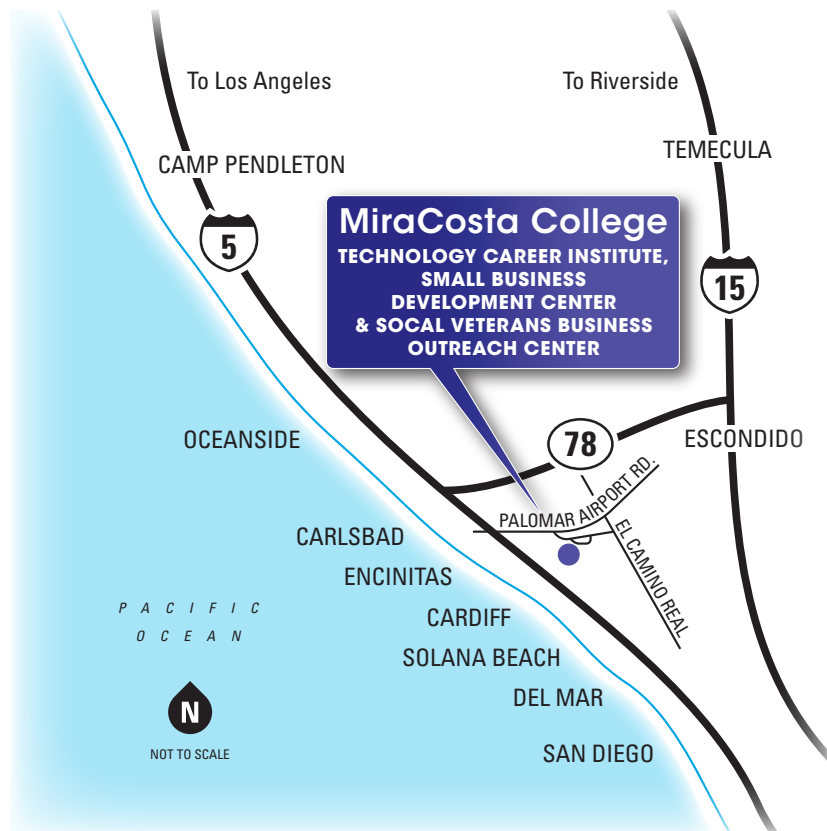 To Los Angeles
To Riverside
CAMP PENDLETON
TEMECULA
MiraCosta College
TECHNOLOGY CAREER INSTITUTE,
SMALL BUSINESS
DEVELOPMENT CENTER
& SOCAL VETERANS BUSINESS
OUTREACH CENTER
5
15
OCEANSIDE
78
ESCONDIDO
PALOMAR AIRPORT RD.
EL CAMINO REAL
CARLSBAD
ENCINITAS
PACIFIC
OCEAN
CARDIFF
SOLANA BEACH
DEL MAR
N
NOT TO SCALE
SAN DIEGO